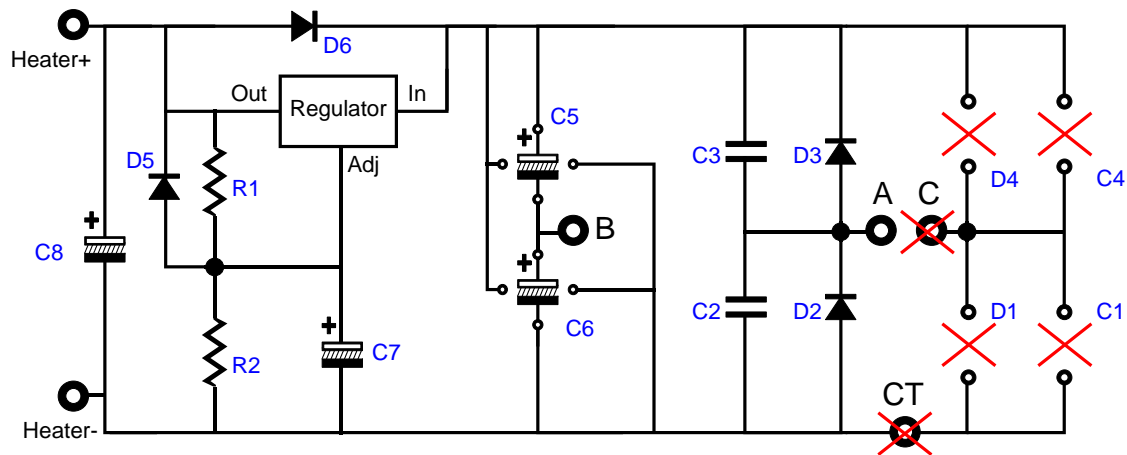 Heater+
D6
Out
Regulator
In
Adj
+
C5
D5
R1
C3
D3
D4
C4
A
C
B
+
C8
+
C6
C2
D2
D1
C1
R2
+
C7
CT
Heater-